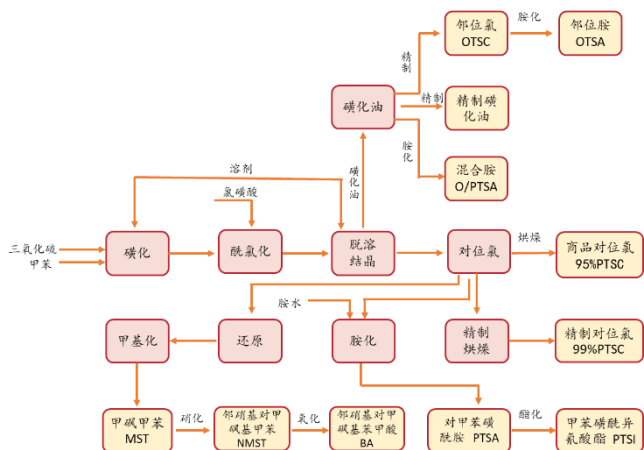 邻位氯
OTSC
胺化
邻位胺
OTSA
精制
磺化油
精制
精制磺
化油
胺化
混合胺
O/PTSA
溶剂
氯磺酸
磺化油
三氧化硫
甲苯
磺化
酰氯化
脱溶
结晶
对位氯
烘燥
商品对位氯
95%PTSC
胺水
甲基化
还原
胺化
精制
烘燥
精制对位氯
99%PTSC
甲砜甲苯
MST
硝化
邻硝基对甲
砜基甲苯
NMST
氧化
邻硝基对甲
砜基苯甲酸
BA
对甲苯磺
酰胺 PTSA
酯化
甲苯磺酰异
氰酸酯 PTSI